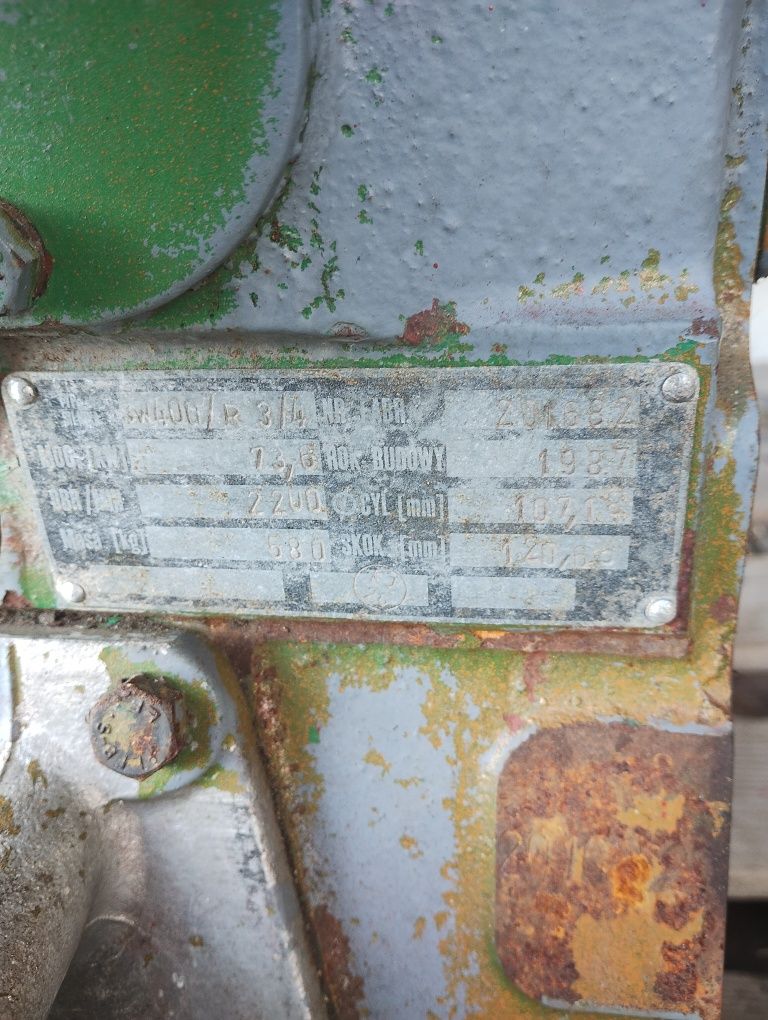 SW400/R 3/4 NR FABR. 201682
MOC [KW] 73,6 ROK BUDOWY 1987
OBR/MIN 2200 CYL [mm] 107,19
Masa [kg] 680 SKOK [mm] 120,65